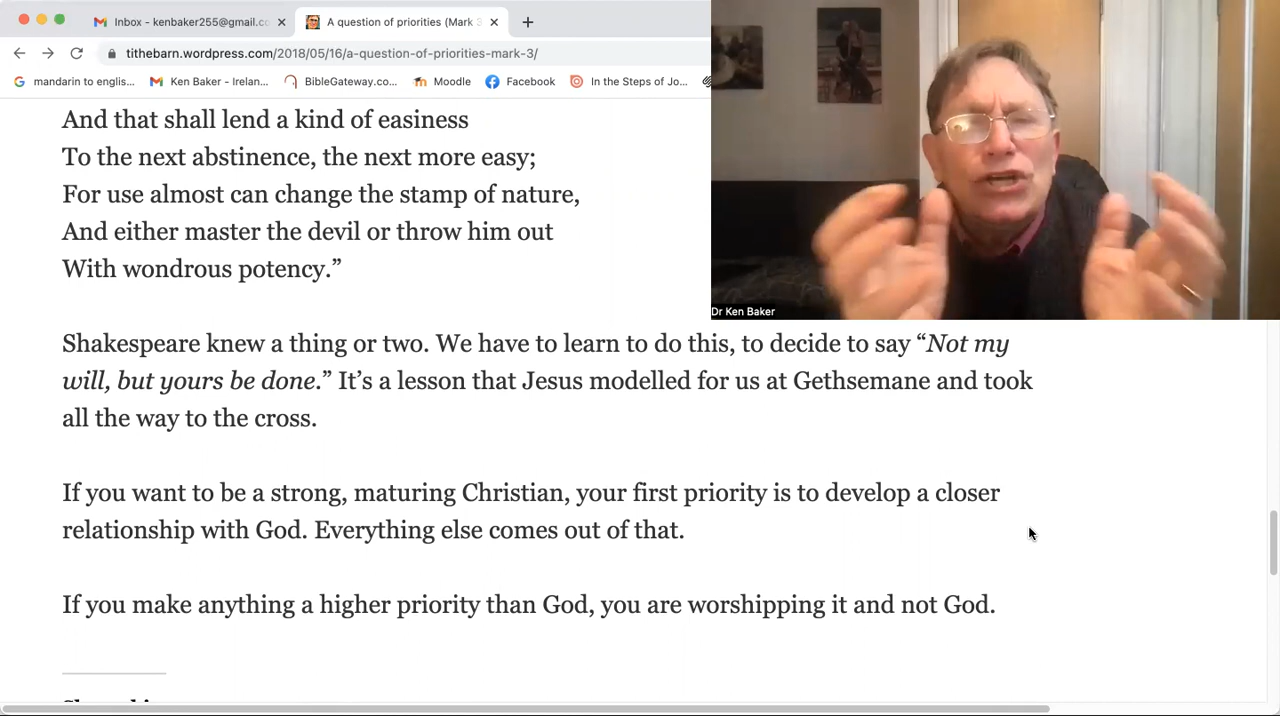 Inbox - kenbaker255@gmail.co
A question of priorities (Mark 3
tithebarn.wordpress.com/2018/05/16/a-question-of-priorities-mark-3/
mandarin to englis...
Ken Baker - Irelan...
BibleGateway.co...
Moodle
Facebook
In the Steps of Jo...
And that shall lend a kind of easiness
To the next abstinence, the next more easy;
For use almost can change the stamp of nature,
And either master the devil or throw him out
With wondrous potency.”
Dr Ken Baker
Shakespeare knew a thing or two. We have to learn to do this, to decide to say “Not my
will, but yours be done.” It’s a lesson that Jesus modelled for us at Gethsemane and took
all the way to the cross.
If you want to be a strong, maturing Christian, your first priority is to develop a closer
relationship with God. Everything else comes out of that.
If you make anything a higher priority than God, you are worshipping it and not God.